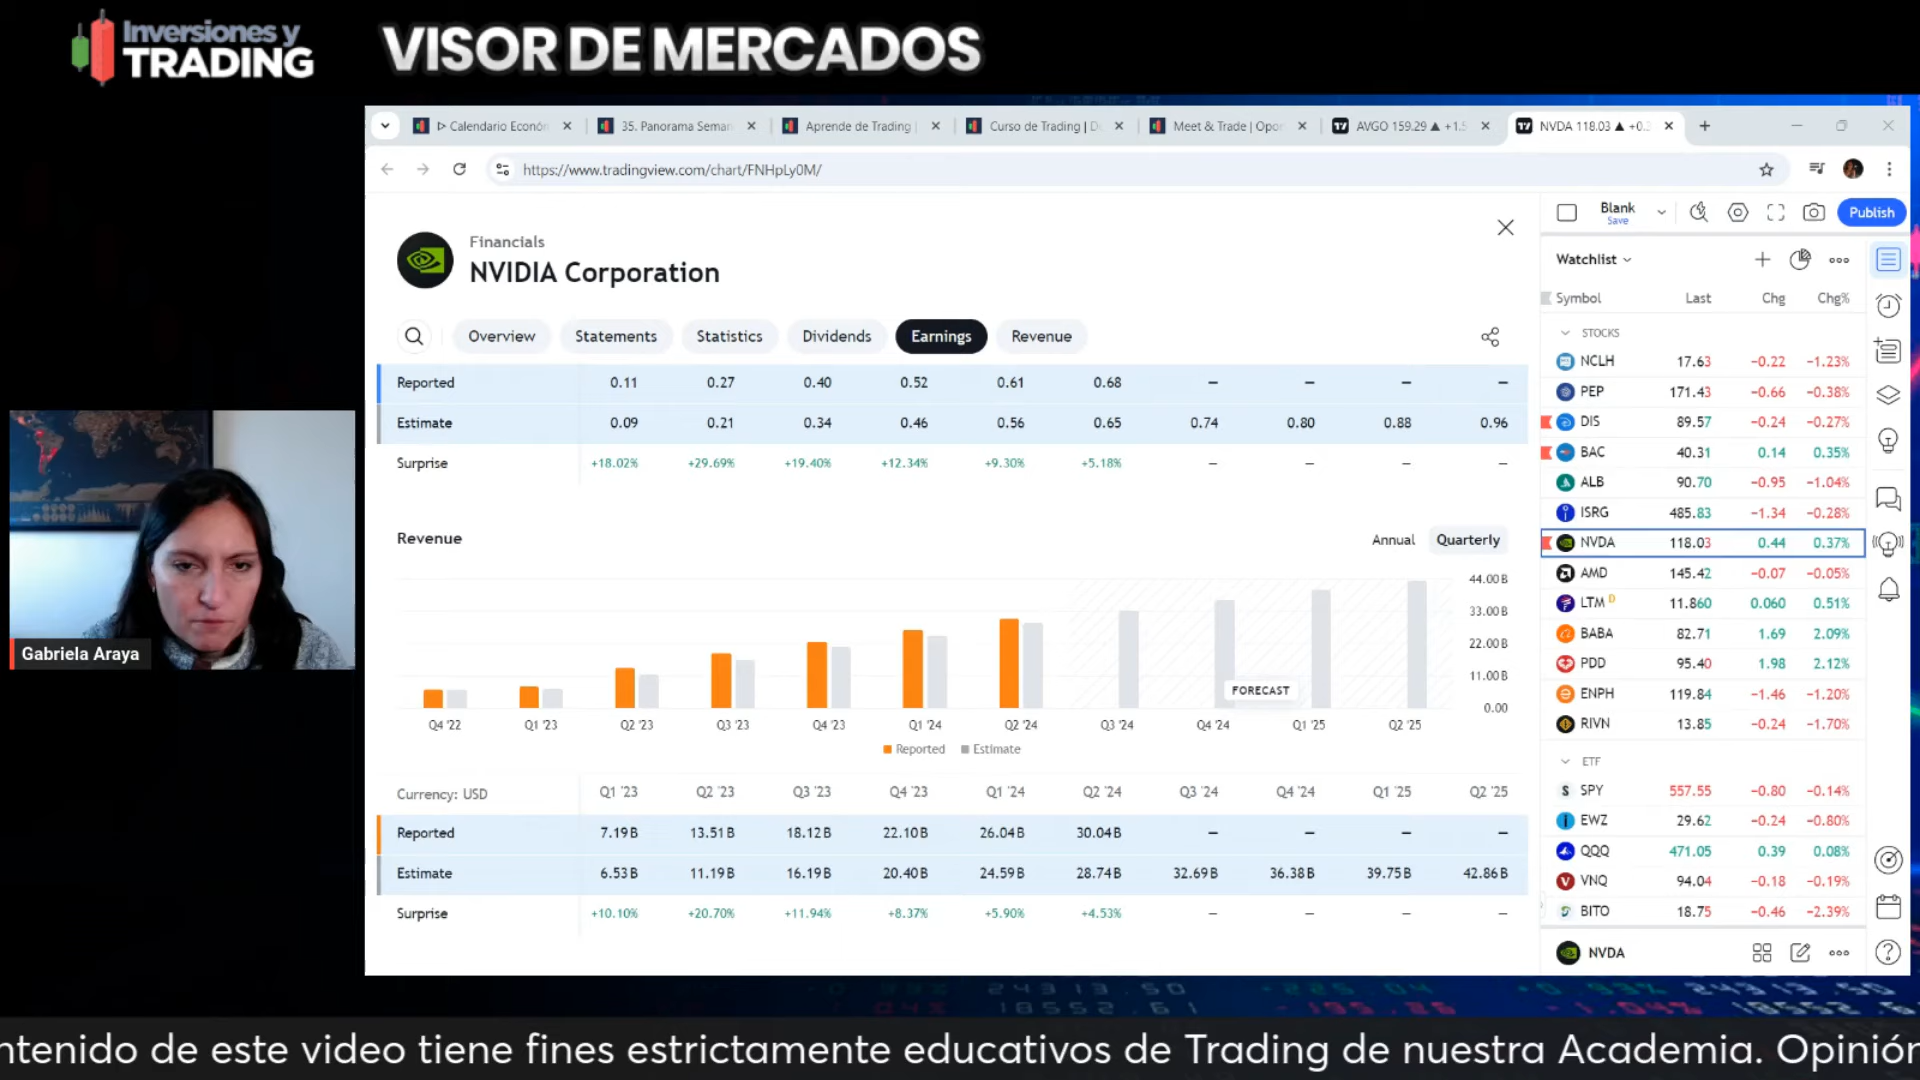 Inversiones y
TRADING
VISOR DE MERCADOS
Calendario Económ
35. Panorama Seman
Aprende de Trading |
Curso de Trading | D
Meet & Trade | Opor
AVGO 159.29 ▲ +1.5
NVDA 118.03 ▲ +0.3
https://www.tradingview.com/chart/FNHpLy0M/
Blank
Save
Publish
Financials
NVIDIA Corporation
Overview Statements Statistics Dividends Earnings Revenue
Reported 0.11 0.27 0.40 0.52 0.61 0.68 — — — —
Estimate 0.09 0.21 0.34 0.46 0.56 0.65 0.74 0.80 0.88 0.96
Surprise +18.02% +29.69% +19.40% +12.34% +9.30% +5.18% — — — —
Revenue
Annual Quarterly
44.00B
33.00B
22.00B
11.00B
0.00
FORECAST
Q4 '22 Q1 '23 Q2 '23 Q3 '23 Q4 '23 Q1 '24 Q2 '24 Q3 '24 Q4 '24 Q1 '25 Q2 '25
Reported Estimate
Currency: USD Q1 '23 Q2 '23 Q3 '23 Q4 '23 Q1 '24 Q2 '24 Q3 '24 Q4 '24 Q1 '25 Q2 '25
Reported 7.19B 13.51B 18.12B 22.10B 26.04B 30.04B — — — —
Estimate 6.53B 11.19B 16.19B 20.40B 24.59B 28.74B 32.69B 36.38B 39.75B 42.86B
Surprise +10.10% +20.70% +11.94% +8.37% +5.90% +4.53% — — — —
Watchlist
Symbol Last Chg Chg%
STOCKS
NCLH 17.63 −0.22 −1.23%
PEP 171.43 −0.66 −0.38%
DIS 89.57 −0.24 −0.27%
BAC 40.31 0.14 0.35%
ALB 90.70 −0.95 −1.04%
ISRG 485.83 −1.34 −0.28%
NVDA 118.03 0.44 0.37%
AMD 145.42 −0.07 −0.05%
LTM D 11.860 0.060 0.51%
BABA 82.71 1.69 2.09%
PDD 95.40 1.98 2.12%
ENPH 119.84 −1.46 −1.20%
RIVN 13.85 −0.24 −1.70%
ETF
SPY 557.55 −0.80 −0.14%
EWZ 29.62 −0.24 −0.80%
QQQ 471.05 0.39 0.08%
VNQ 94.04 −0.18 −0.19%
BITO 18.75 −0.46 −2.39%
NVDA
Gabriela Araya
ntenido de este video tiene fines estrictamente educativos de Trading de nuestra Academia. Opinión